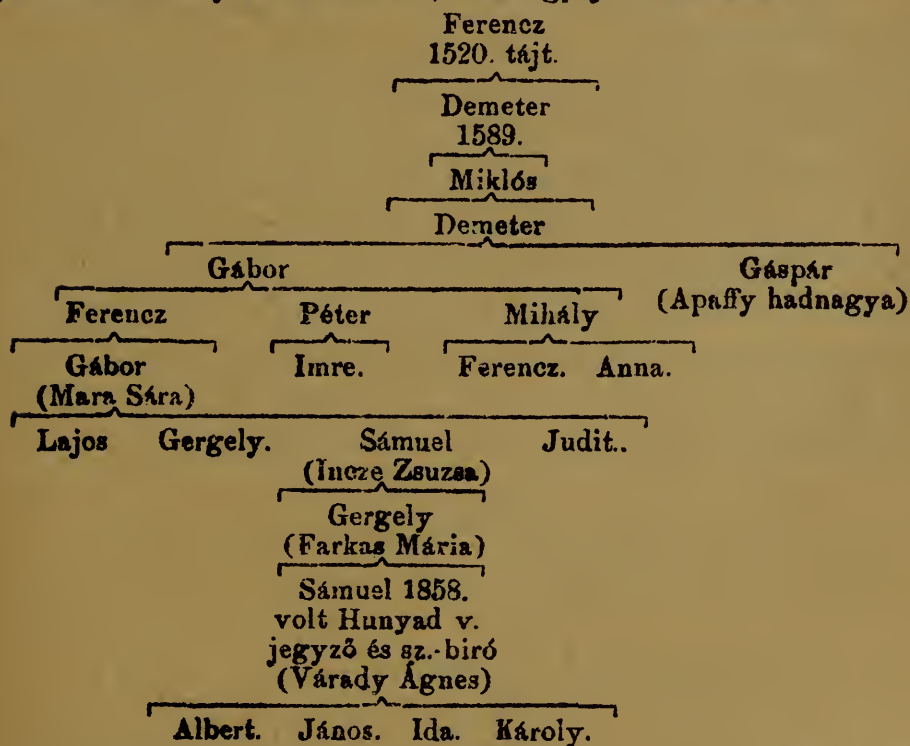 Ferencz
1520. tájt.
Demeter
1589.
Miklós
Demeter
Gábor Gáspár
(Apaffy hadnagya)
Ferencz Péter Mihály
Gábor Imre. Ferencz. Anna.
(Mara Sára)
Lajos Gergely. Sámuel Judit..
(Incze Zsuzsa)
Gergely
(Farkas Mária)
Sámuel 1858.
volt Hunyad v.
jegyző és sz.-biró
(Várady Ágnes)
Albert. János. Ida. Károly.